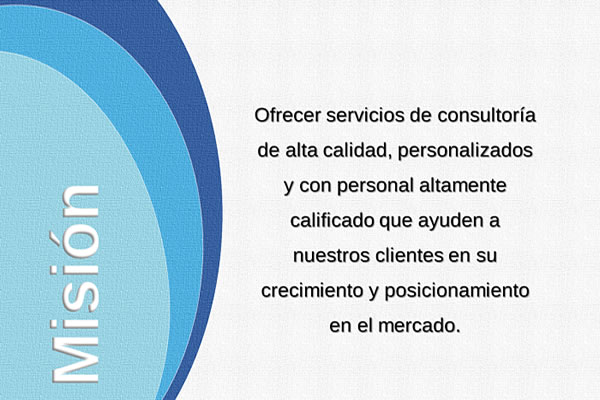 Misión
Ofrecer servicios de consultoría
de alta calidad, personalizados
y con personal altamente
calificado que ayuden a
nuestros clientes en su
crecimiento y posicionamiento
en el mercado.